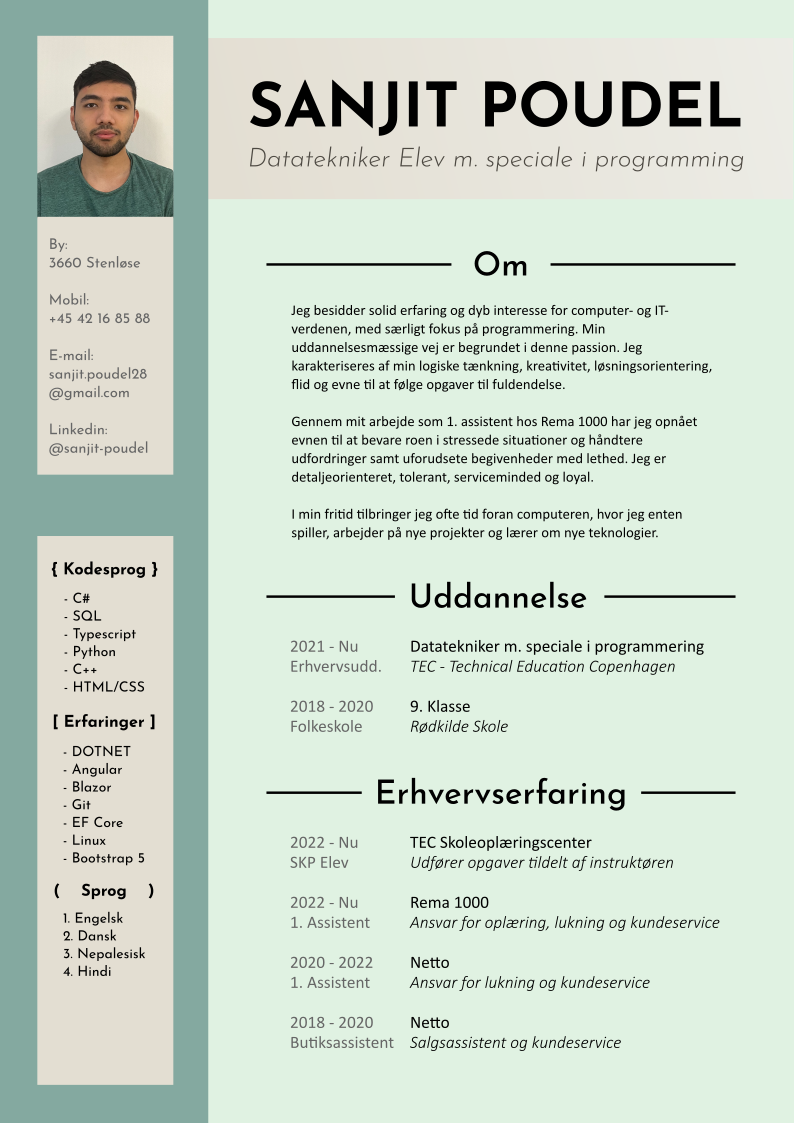 SANJIT POUDEL
Datatekniker Elev m. speciale i programming
By:
3660 Stenløse
Mobil:
+45 42 16 85 88
E-mail:
sanjit.poudel28
@gmail.com
Linkedin:
@sanjit-poudel
{ Kodesprog }
- C#
- SQL
- Typescript
- Python
- C++
- HTML/CSS
[ Erfaringer ]
- DOTNET
- Angular
- Blazor
- Git
- EF Core
- Linux
- Bootstrap 5
( Sprog )
1. Engelsk
2. Dansk
3. Nepalesisk
4. Hindi
Om
Jeg besidder solid erfaring og dyb interesse for computer- og IT-
verdenen, med særligt fokus på programmering. Min
uddannelsesmæssige vej er begrundet i denne passion. Jeg
karakteriseres af min logiske tænkning, kreativitet, løsningsorientering,
flid og evne til at følge opgaver til fuldendelse.
Gennem mit arbejde som 1. assistent hos Rema 1000 har jeg opnået
evnen til at bevare roen i stressede situationer og håndtere
udfordringer samt uforudsete begivenheder med lethed. Jeg er
detaljeorienteret, tolerant, serviceminded og loyal.
I min fritid tilbringer jeg ofte tid foran computeren, hvor jeg enten
spiller, arbejder på nye projekter og lærer om nye teknologier.
Uddannelse
2021 - Nu Datatekniker m. speciale i programmering
Erhvervsudd. TEC - Technical Education Copenhagen
2018 - 2020 9. Klasse
Folkeskole Rødkilde Skole
Erhvervserfaring
2022 - Nu TEC Skoleoplæringscenter
SKP Elev Udfører opgaver tildelt af instruktøren
2022 - Nu Rema 1000
1. Assistent Ansvar for oplæring, lukning og kundeservice
2020 - 2022 Netto
1. Assistent Ansvar for lukning og kundeservice
2018 - 2020 Netto
Butiksassistent Salgsassistent og kundeservice